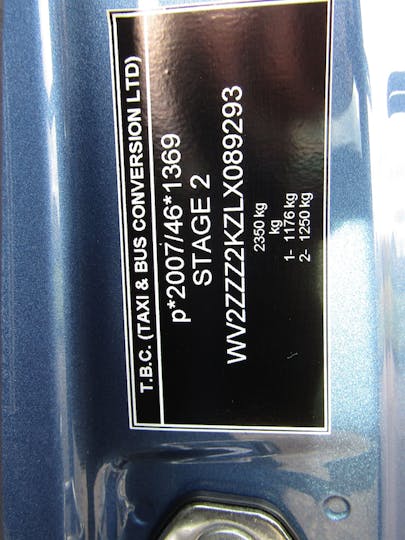 T.B.C. (TAXI & BUS CONVERSION LTD)
p*2007/46*1369
STAGE 2
WV2ZZZ2KZLX089293
2350 kg
kg
1- 1176 kg
2- 1250 kg